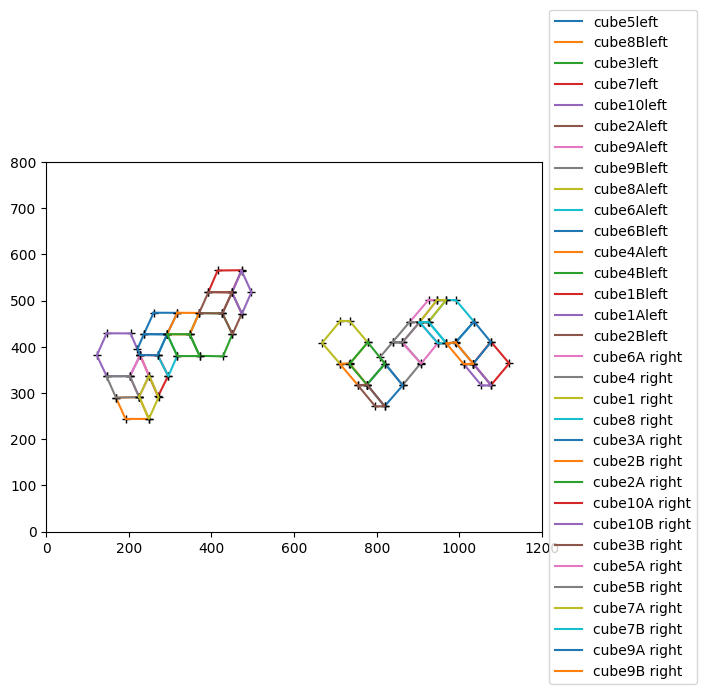 800
700
600
500
400
300
200
100
0
0 200 400 600 800 1000 1200
cube5left
cube8Bleft
cube3left
cube7left
cube10left
cube2Aleft
cube9Aleft
cube9Bleft
cube8Aleft
cube6Aleft
cube6Bleft
cube4Aleft
cube4Bleft
cube1Bleft
cube1Aleft
cube2Bleft
cube6A right
cube4 right
cube1 right
cube8 right
cube3A right
cube2B right
cube2A right
cube10A right
cube10B right
cube3B right
cube5A right
cube5B right
cube7A right
cube7B right
cube9A right
cube9B right